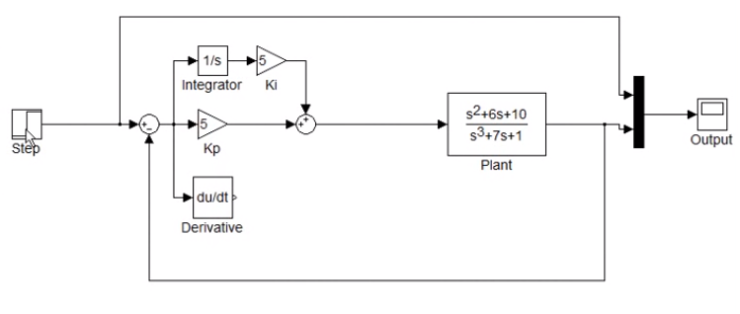 1/s
5
Integrator
Ki
Step
5
Kp
s2+6s+10
s3+7s+1
Plant
Output
du/dt
Derivative